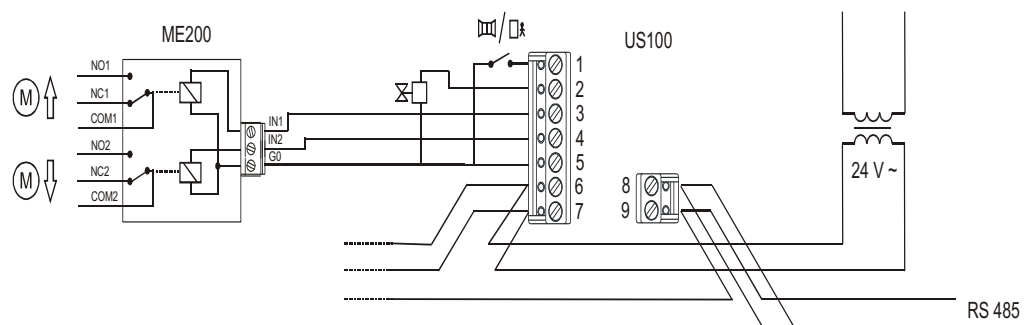 ME200
US100
NO1
NC1
COM1
NO2
NC2
COM2
M
M
IN1
IN2
G0
1
2
3
4
5
6
7
8
9
24 V ~
RS 485